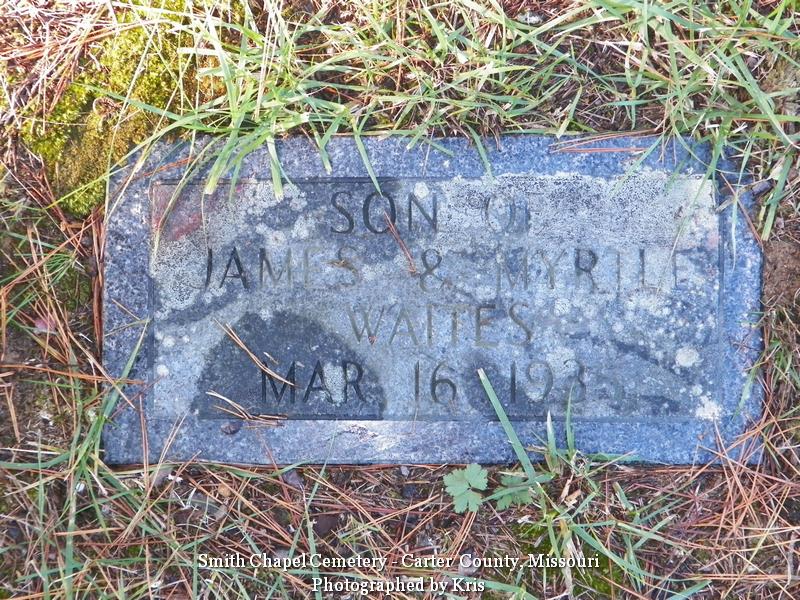 SON OF
JAMES & MYRTLE
WAITES
MAR 16 1935
Smith Chapel Cemetery - Carter County, Missouri
Photographed by Kris